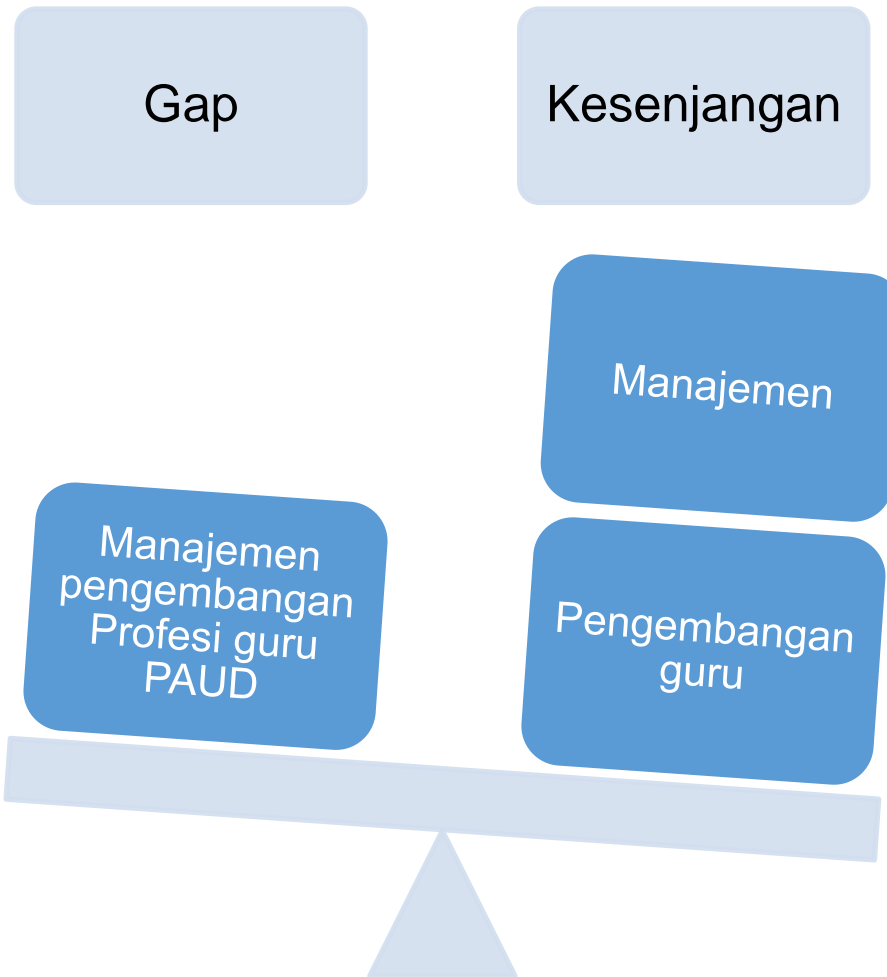 Gap
Kesenjangan
Manajemen
Manajemen
pengembangan
Profesi guru
PAUD
Pengembangan
guru